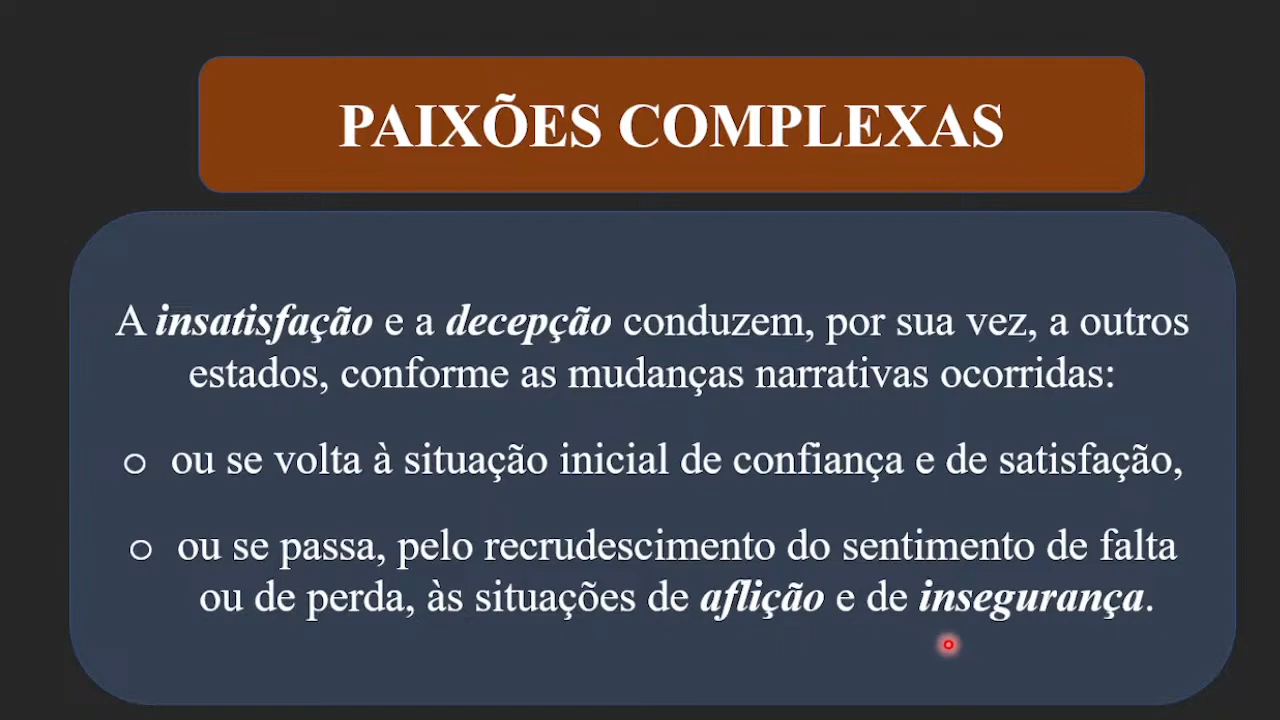 PAIXÕES COMPLEXAS
A insatisfação e a decepção conduzem, por sua vez, a outros
estados, conforme as mudanças narrativas ocorridas:
o ou se volta à situação inicial de confiança e de satisfação,
o ou se passa, pelo recrudescimento do sentimento de falta
ou de perda, às situações de aflição e de insegurança.